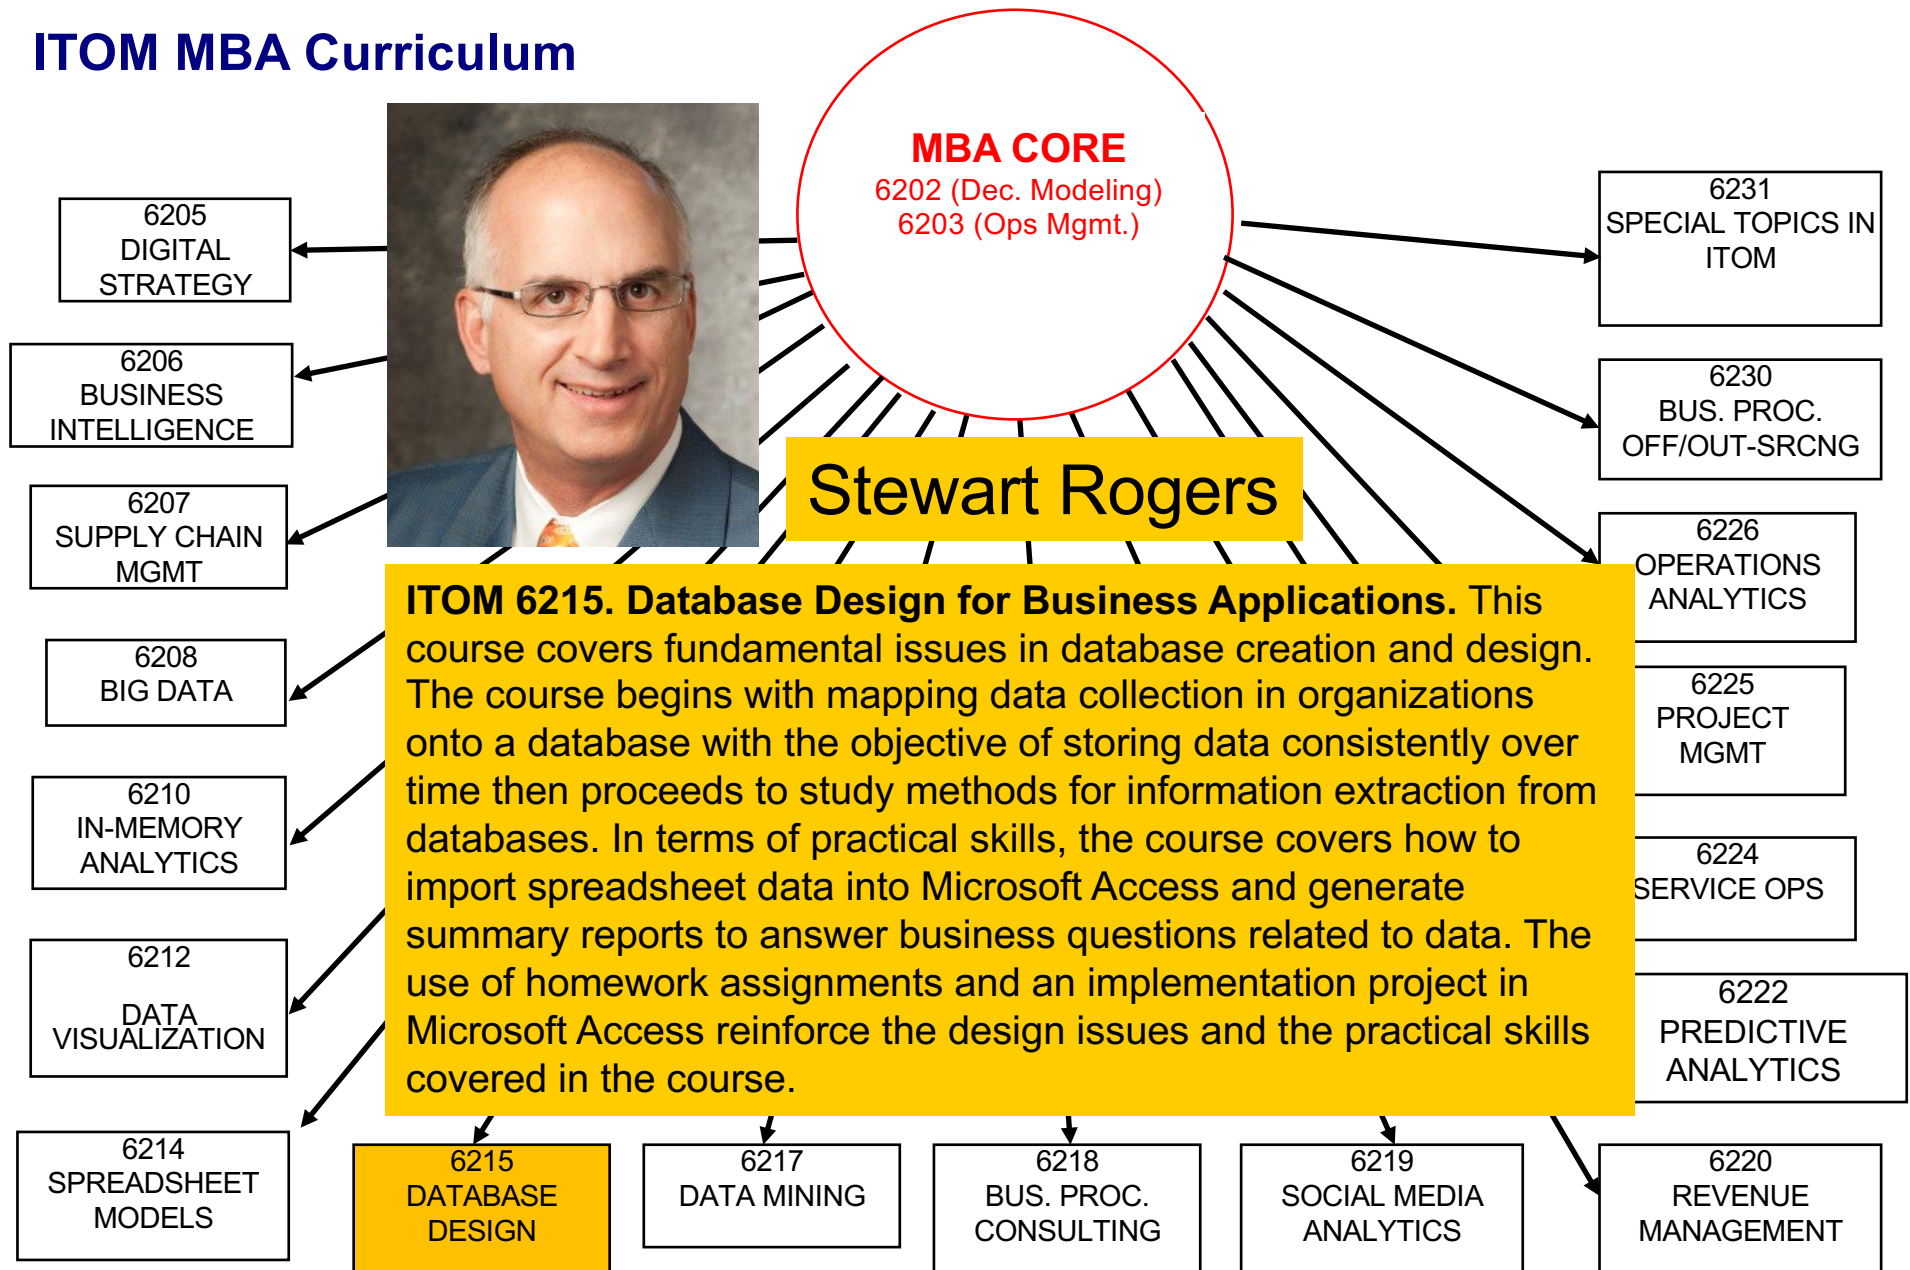 ITOM MBA Curriculum
MBA CORE
6202 (Dec. Modeling)
6203 (Ops Mgmt.)
6205
DIGITAL
STRATEGY
6206
BUSINESS
INTELLIGENCE
6207
SUPPLY CHAIN
MGMT
6208
BIG DATA
6210
IN-MEMORY
ANALYTICS
6212
DATA
VISUALIZATION
6214
SPREADSHEET
MODELS
Stewart Rogers
ITOM 6215. Database Design for Business Applications. This
course covers fundamental issues in database creation and design.
The course begins with mapping data collection in organizations
onto a database with the objective of storing data consistently over
time then proceeds to study methods for information extraction from
databases. In terms of practical skills, the course covers how to
import spreadsheet data into Microsoft Access and generate
summary reports to answer business questions related to data. The
use of homework assignments and an implementation project in
Microsoft Access reinforce the design issues and the practical skills
covered in the course.
6215
DATABASE
DESIGN
6217
DATA MINING
6218
BUS. PROC.
CONSULTING
6219
SOCIAL MEDIA
ANALYTICS
6220
REVENUE
MANAGEMENT
6231
SPECIAL TOPICS IN
ITOM
6230
BUS. PROC.
OFF/OUT-SRCNG
6226
OPERATIONS
ANALYTICS
6225
PROJECT
MGMT
6224
SERVICE OPS
6222
PREDICTIVE
ANALYTICS